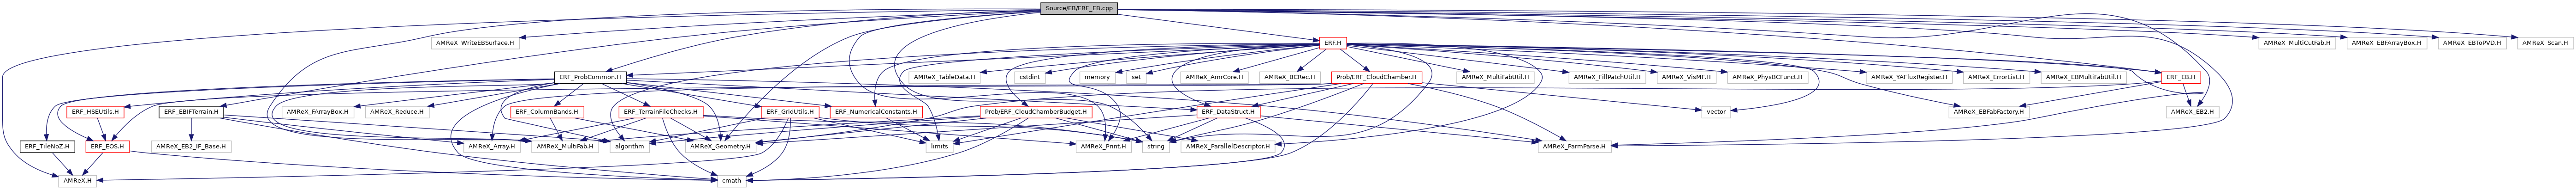 Source/EB/ERF_EB.cpp
AMReX_WriteEBSurface.H
ERF.H
AMReX_MultiCutFab.H
AMReX_EBFArrayBox.H
AMReX_EBToPVD.H
AMReX_Scan.H
ERF_ProbCommon.H
AMReX_TableData.H
cstdint
memory
set
AMReX_AmrCore.H
AMReX_BCRec.H
Prob/ERF_CloudChamber.H
AMReX_MultiFabUtil.H
AMReX_FillPatchUtil.H
AMReX_VisMF.H
AMReX_PhysBCFunct.H
AMReX_YAFluxRegister.H
AMReX_ErrorList.H
AMReX_EBMultiFabUtil.H
ERF_EB.H
ERF_HSEUtils.H
ERF_EBIFTerrain.H
AMReX_FArrayBox.H
AMReX_Reduce.H
ERF_ColumnBands.H
ERF_TerrainFileChecks.H
ERF_GridUtils.H
ERF_NumericalConstants.H
Prob/ERF_CloudChamberBudget.H
ERF_DataStruct.H
vector
AMReX_EBFabFactory.H
AMReX_EB2.H
ERF_TileNoZ.H
ERF_EOS.H
AMReX_EB2_IF_Base.H
AMReX_Array.H
AMReX_MultiFab.H
algorithm
AMReX_Geometry.H
limits
AMReX_Print.H
string
AMReX_ParallelDescriptor.H
AMReX_ParmParse.H
AMReX.H
cmath